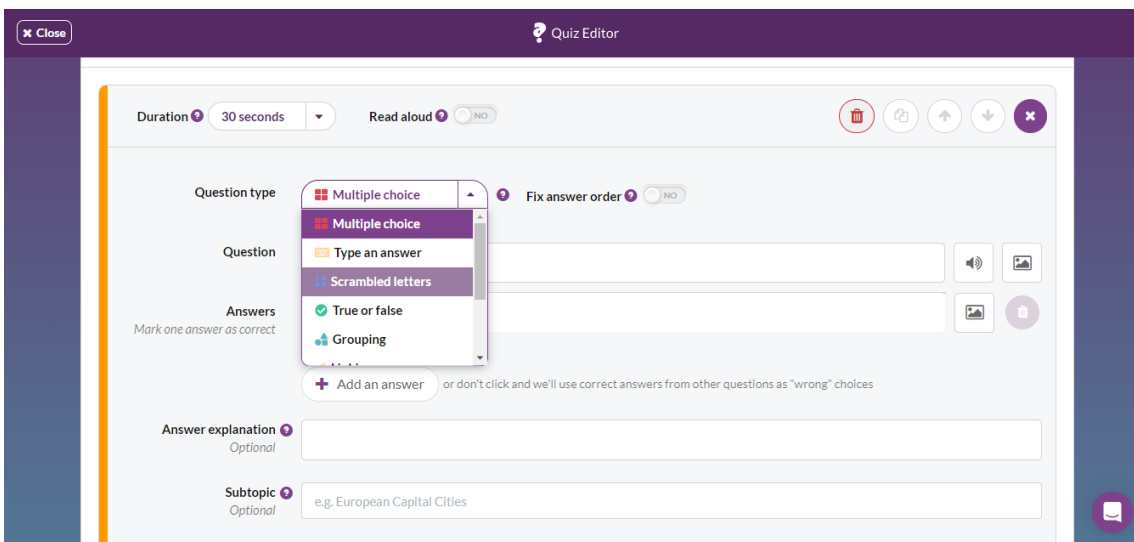 × Close
Quiz Editor
Duration ? 30 seconds Read aloud ? NO
Question type Multiple choice ? Fix answer order ? NO
Multiple choice
Question Type an answer
Scrambled letters
Answers True or false
Mark one answer as correct
Grouping
+ Add an answer or don't click and we'll use correct answers from other questions as "wrong" choices
Answer explanation ?
Optional
Subtopic ?
Optional e.g. European Capital Cities